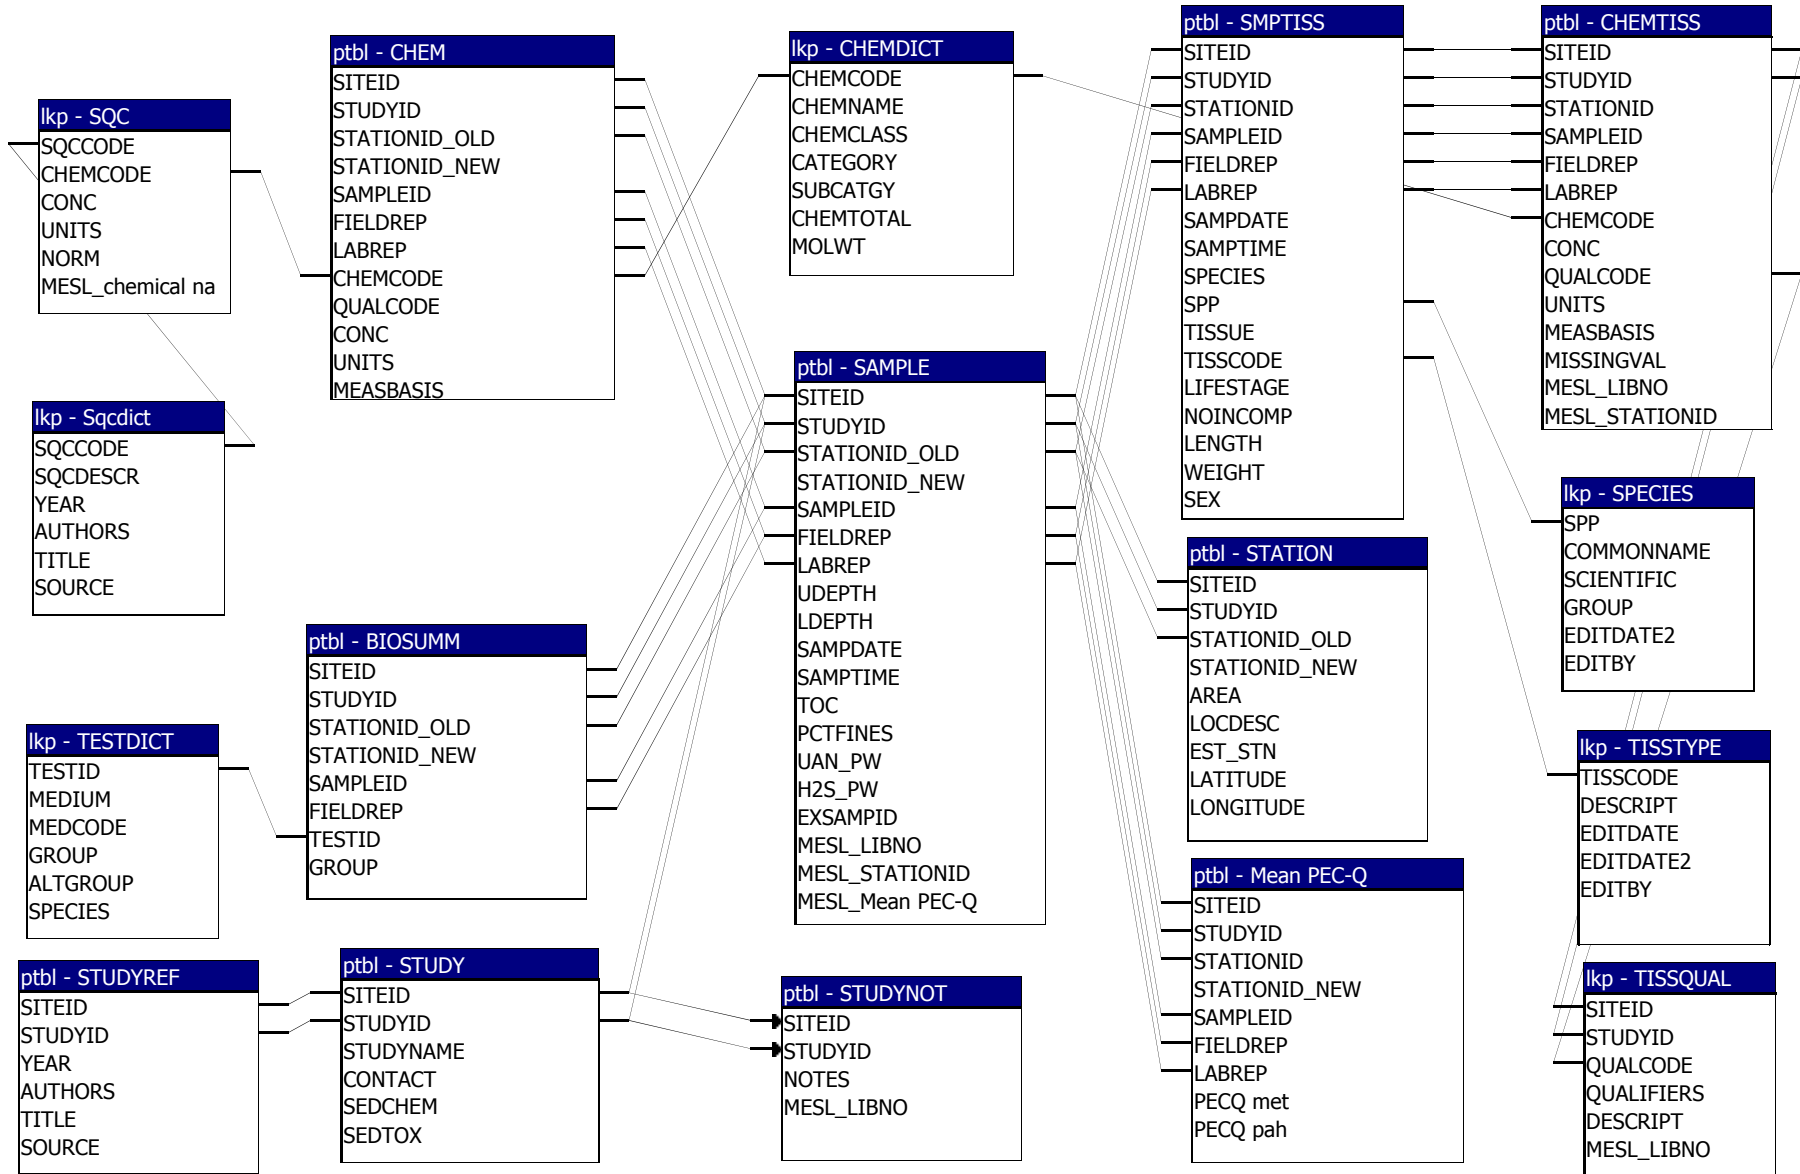 lkp - SQC
SQCCODE
CHEMCODE
CONC
UNITS
NORM
MESL_chemical na
lkp - Sqcdict
SQCCODE
SQCDESCR
YEAR
AUTHORS
TITLE
SOURCE
lkp - TESTDICT
TESTID
MEDIUM
MEDCODE
GROUP
ALTGROUP
SPECIES
ptbl - STUDYREF
SITEID
STUDYID
YEAR
AUTHORS
TITLE
SOURCE
ptbl - CHEM
SITEID
STUDYID
STATIONID_OLD
STATIONID_NEW
SAMPLEID
FIELDREP
LABREP
CHEMCODE
QUALCODE
CONC
UNITS
MEASBASIS
ptbl - BIOSUMM
SITEID
STUDYID
STATIONID_OLD
STATIONID_NEW
SAMPLEID
FIELDREP
TESTID
GROUP
ptbl - STUDY
SITEID
STUDYID
STUDYNAME
CONTACT
SEDCHEM
SEDTOX
lkp - CHEMDICT
CHEMCODE
CHEMNAME
CHEMCLASS
CATEGORY
SUBCATGY
CHEMTOTAL
MOLWT
ptbl - SAMPLE
SITEID
STUDYID
STATIONID_OLD
STATIONID_NEW
SAMPLEID
FIELDREP
LABREP
UDEPTH
LDEPTH
SAMPDATE
SAMPTIME
TOC
PCTFINES
UAN_PW
H2S_PW
EXSAMPID
MESL_LIBNO
MESL_STATIONID
MESL_Mean PEC-Q
ptbl - STUDYNOT
SITEID
STUDYID
NOTES
MESL_LIBNO
ptbl - SMPTISS
SITEID
STUDYID
STATIONID
SAMPLEID
FIELDREP
LABREP
SAMPDATE
SAMPTIME
SPECIES
SPP
TISSUE
TISSCODE
LIFESTAGE
NOINCOMP
LENGTH
WEIGHT
SEX
ptbl - STATION
SITEID
STUDYID
STATIONID_OLD
STATIONID_NEW
AREA
LOCDESC
EST_STN
LATITUDE
LONGITUDE
ptbl - Mean PEC-Q
SITEID
STUDYID
STATIONID
STATIONID_NEW
SAMPLEID
FIELDREP
LABREP
PECQ met
PECQ pah
ptbl - CHEMTISS
SITEID
STUDYID
STATIONID
SAMPLEID
FIELDREP
LABREP
CHEMCODE
CONC
QUALCODE
UNITS
MEASBASIS
MISSINGVAL
MESL_LIBNO
MESL_STATIONID
lkp - SPECIES
SPP
COMMONNAME
SCIENTIFIC
GROUP
EDITDATE2
EDITBY
lkp - TISSTYPE
TISSCODE
DESCRIPT
EDITDATE
EDITDATE2
EDITBY
lkp - TISSQUAL
SITEID
STUDYID
QUALCODE
QUALIFIERS
DESCRIPT
MESL_LIBNO